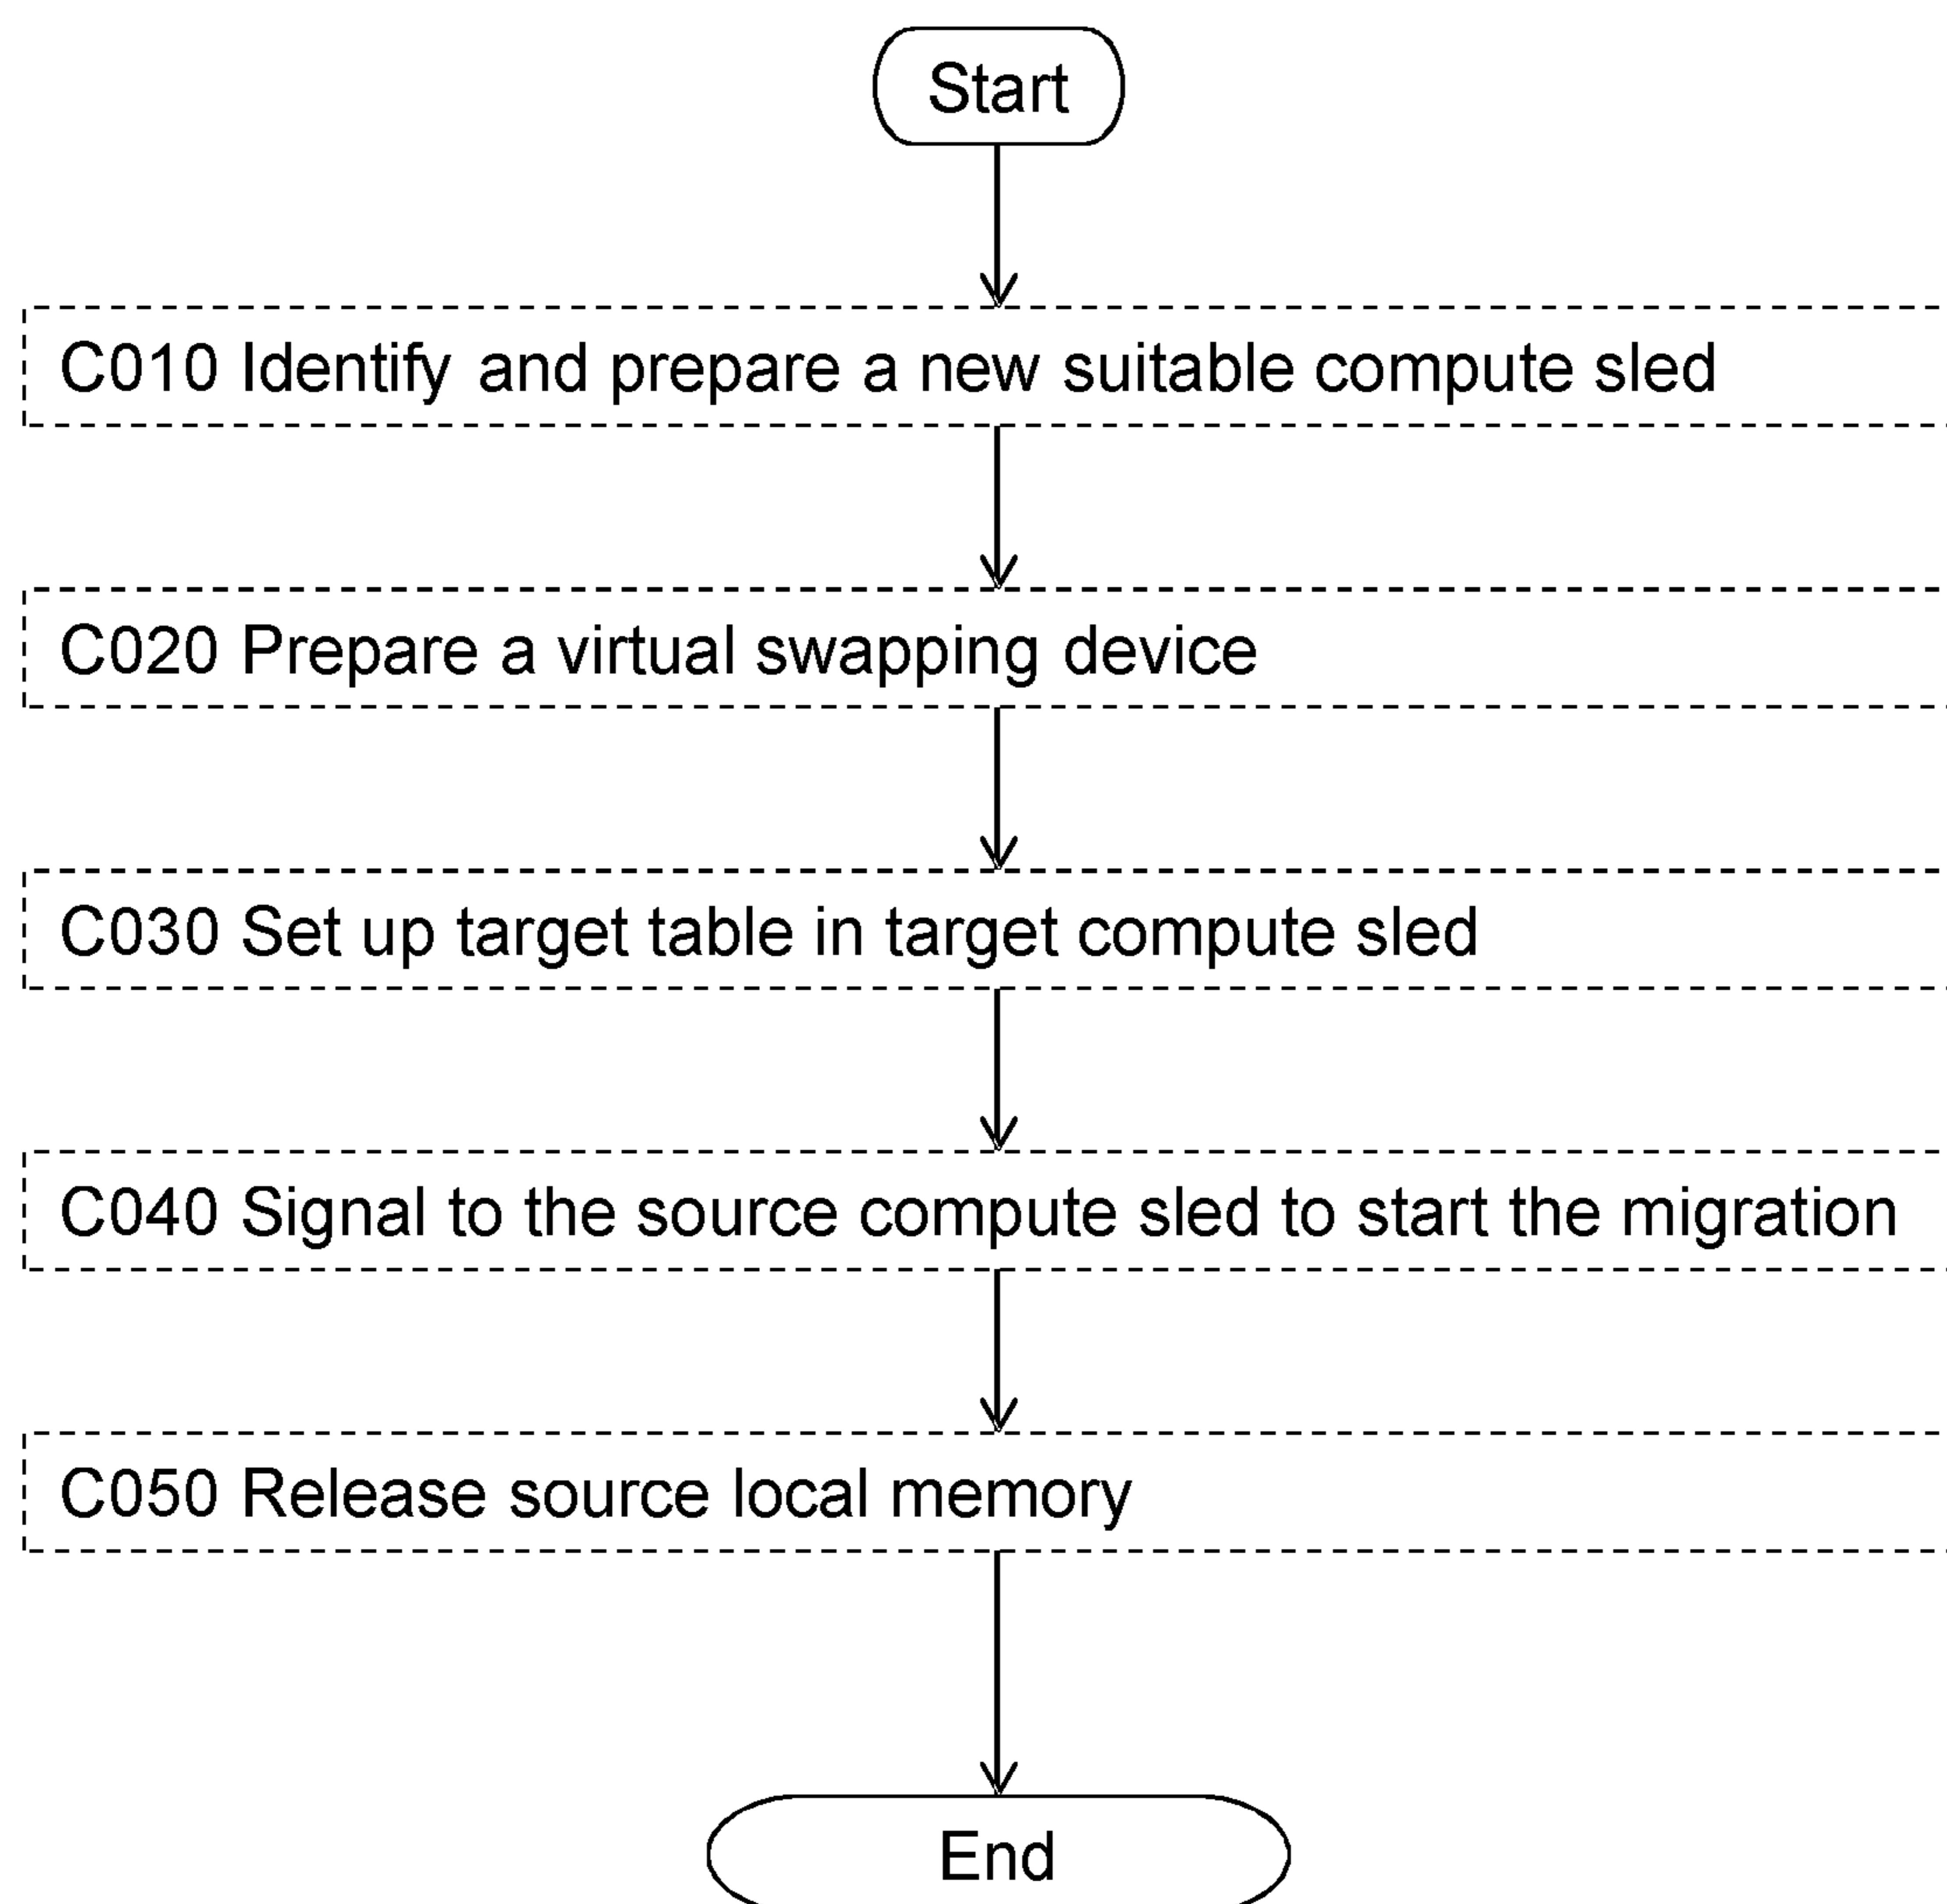 Start
C010 Identify and prepare a new suitable compute sled
C020 Prepare a virtual swapping device
C030 Set up target table in target compute sled
C040 Signal to the source compute sled to start the migration
C050 Release source local memory
End